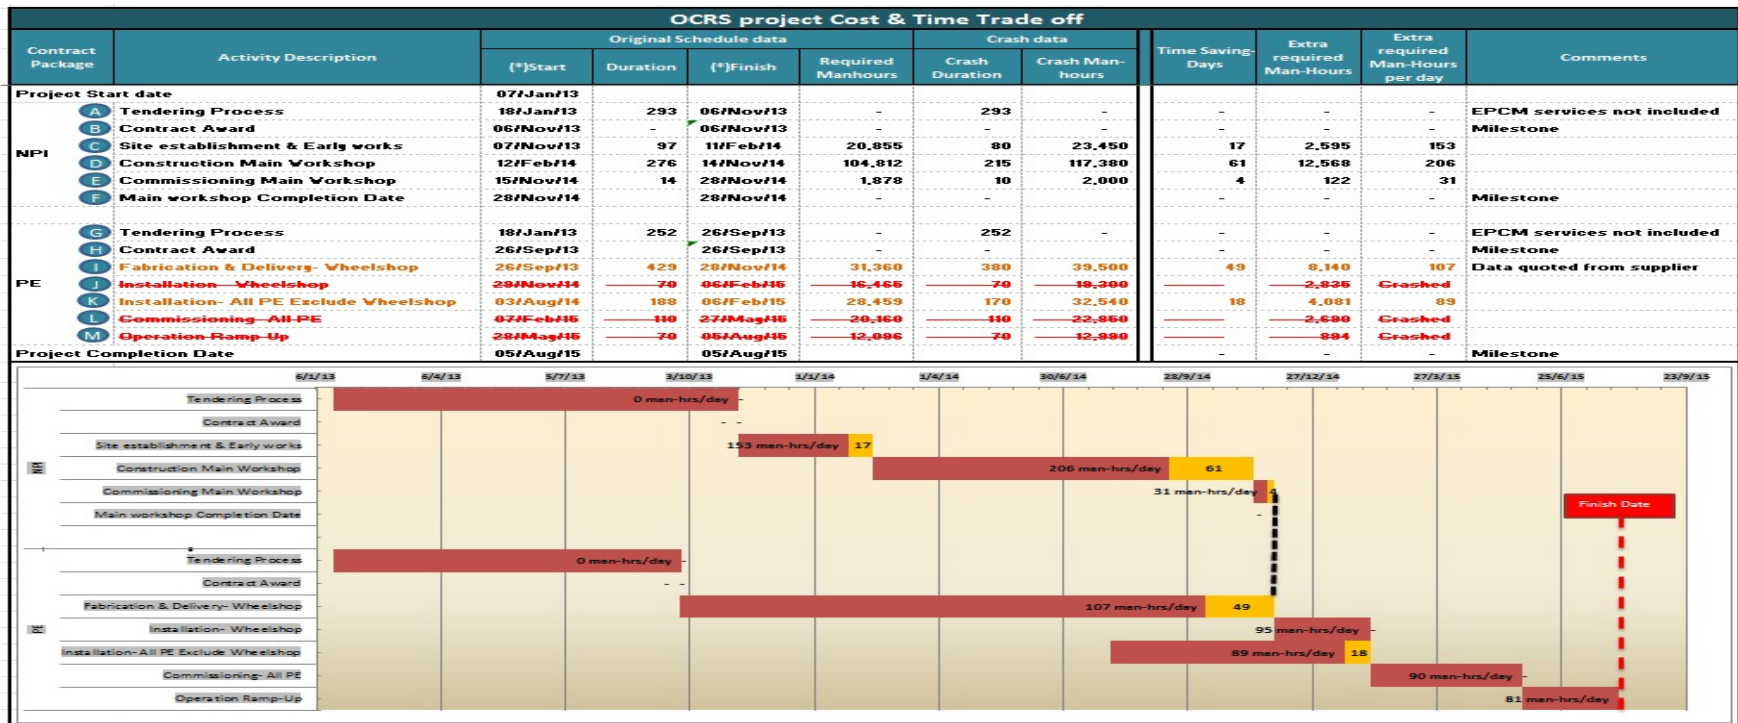 OCRS project Cost & Time Trade off
Contract Package Activity Description Original Schedule data Crash data Time Saving-Days Extra required Man-Hours Extra required Man-Hours per day Comments
(*)Start Duration (*)Finish Required Manhours Crash Duration Crash Man-hours
Project Start date 07/Jan/13
NPI
A Tendering Process 18/Jan/13 293 06/Nov/13 - 293 - - - - EPCM services not included
B Contract Award 06/Nov/13 - 06/Nov/13 - - - - - - Milestone
C Site establishment & Early works 07/Nov/13 97 11/Feb/14 20,855 80 23,450 17 2,595 153
D Construction Main Workshop 12/Feb/14 276 14/Nov/14 104,812 215 117,380 61 12,568 206
E Commissioning Main Workshop 15/Nov/14 14 28/Nov/14 1,878 10 2,000 4 122 31
F Main workshop Completion Date 28/Nov/14 28/Nov/14 - - - - - Milestone
PE
G Tendering Process 18/Jan/13 252 26/Sep/13 - 252 - - - - EPCM services not included
H Contract Award 26/Sep/13 26/Sep/13 - - - - - Milestone
I Fabrication & Delivery- Wheelshop 26/Sep/13 429 28/Nov/14 31,360 380 39,500 49 8,140 107 Data quoted from supplier
J Installation- Wheelshop 29/Nov/14 70 06/Feb/15 16,465 70 19,300 2,835 Crashed
K Installation- All PE Exclude Wheelshop 03/Aug/14 188 06/Feb/15 28,459 170 32,540 18 4,081 89
L Commissioning- All PE 07/Feb/15 110 27/May/15 20,160 110 22,850 2,690 Crashed
M Operation Ramp-Up 28/May/15 70 05/Aug/15 12,096 70 12,990 894 Crashed
Project Completion Date 05/Aug/15 05/Aug/15 - - - Milestone
6/1/13 6/4/13 5/7/13 3/10/13 1/1/14 1/4/14 30/6/14 28/9/14 27/12/14 27/3/15 25/6/15 23/9/15
NPI
Tendering Process 0 man-hrs/day -
Contract Award - -
Site establishment & Early works 153 man-hrs/day 17
Construction Main Workshop 206 man-hrs/day 61
Commissioning Main Workshop 31 man-hrs/day 4
Main workshop Completion Date -
Finish Date
PE
Tendering Process 0 man-hrs/day -
Contract Award - -
Fabrication & Delivery- Wheelshop 107 man-hrs/day 49
Installation- Wheelshop 95 man-hrs/day -
Installation- All PE Exclude Wheelshop 89 man-hrs/day 18
Commissioning- All PE 90 man-hrs/day -
Operation Ramp-Up 81 man-hrs/day